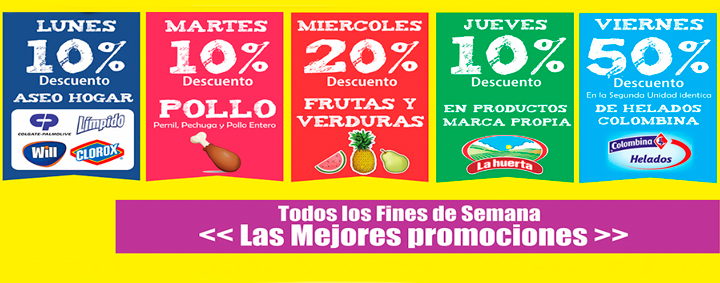 LUNES
10%
Descuento
ASEO HOGAR
COLGATE-PALMOLIVE
Límpido
Will
CLOROX
MARTES
10%
Descuento
POLLO
Pernil, Pechuga y Pollo Entero
MIERCOLES
20%
Descuento
FRUTAS Y
VERDURAS
JUEVES
10%
Descuento
EN PRODUCTOS
MARCA PROPIA
La huerta
VIERNES
50%
Descuento
En la Segunda Unidad identica
DE HELADOS
COLOMBINA
Colombina
Helados
Todos los Fines de Semana
<< Las Mejores promociones >>